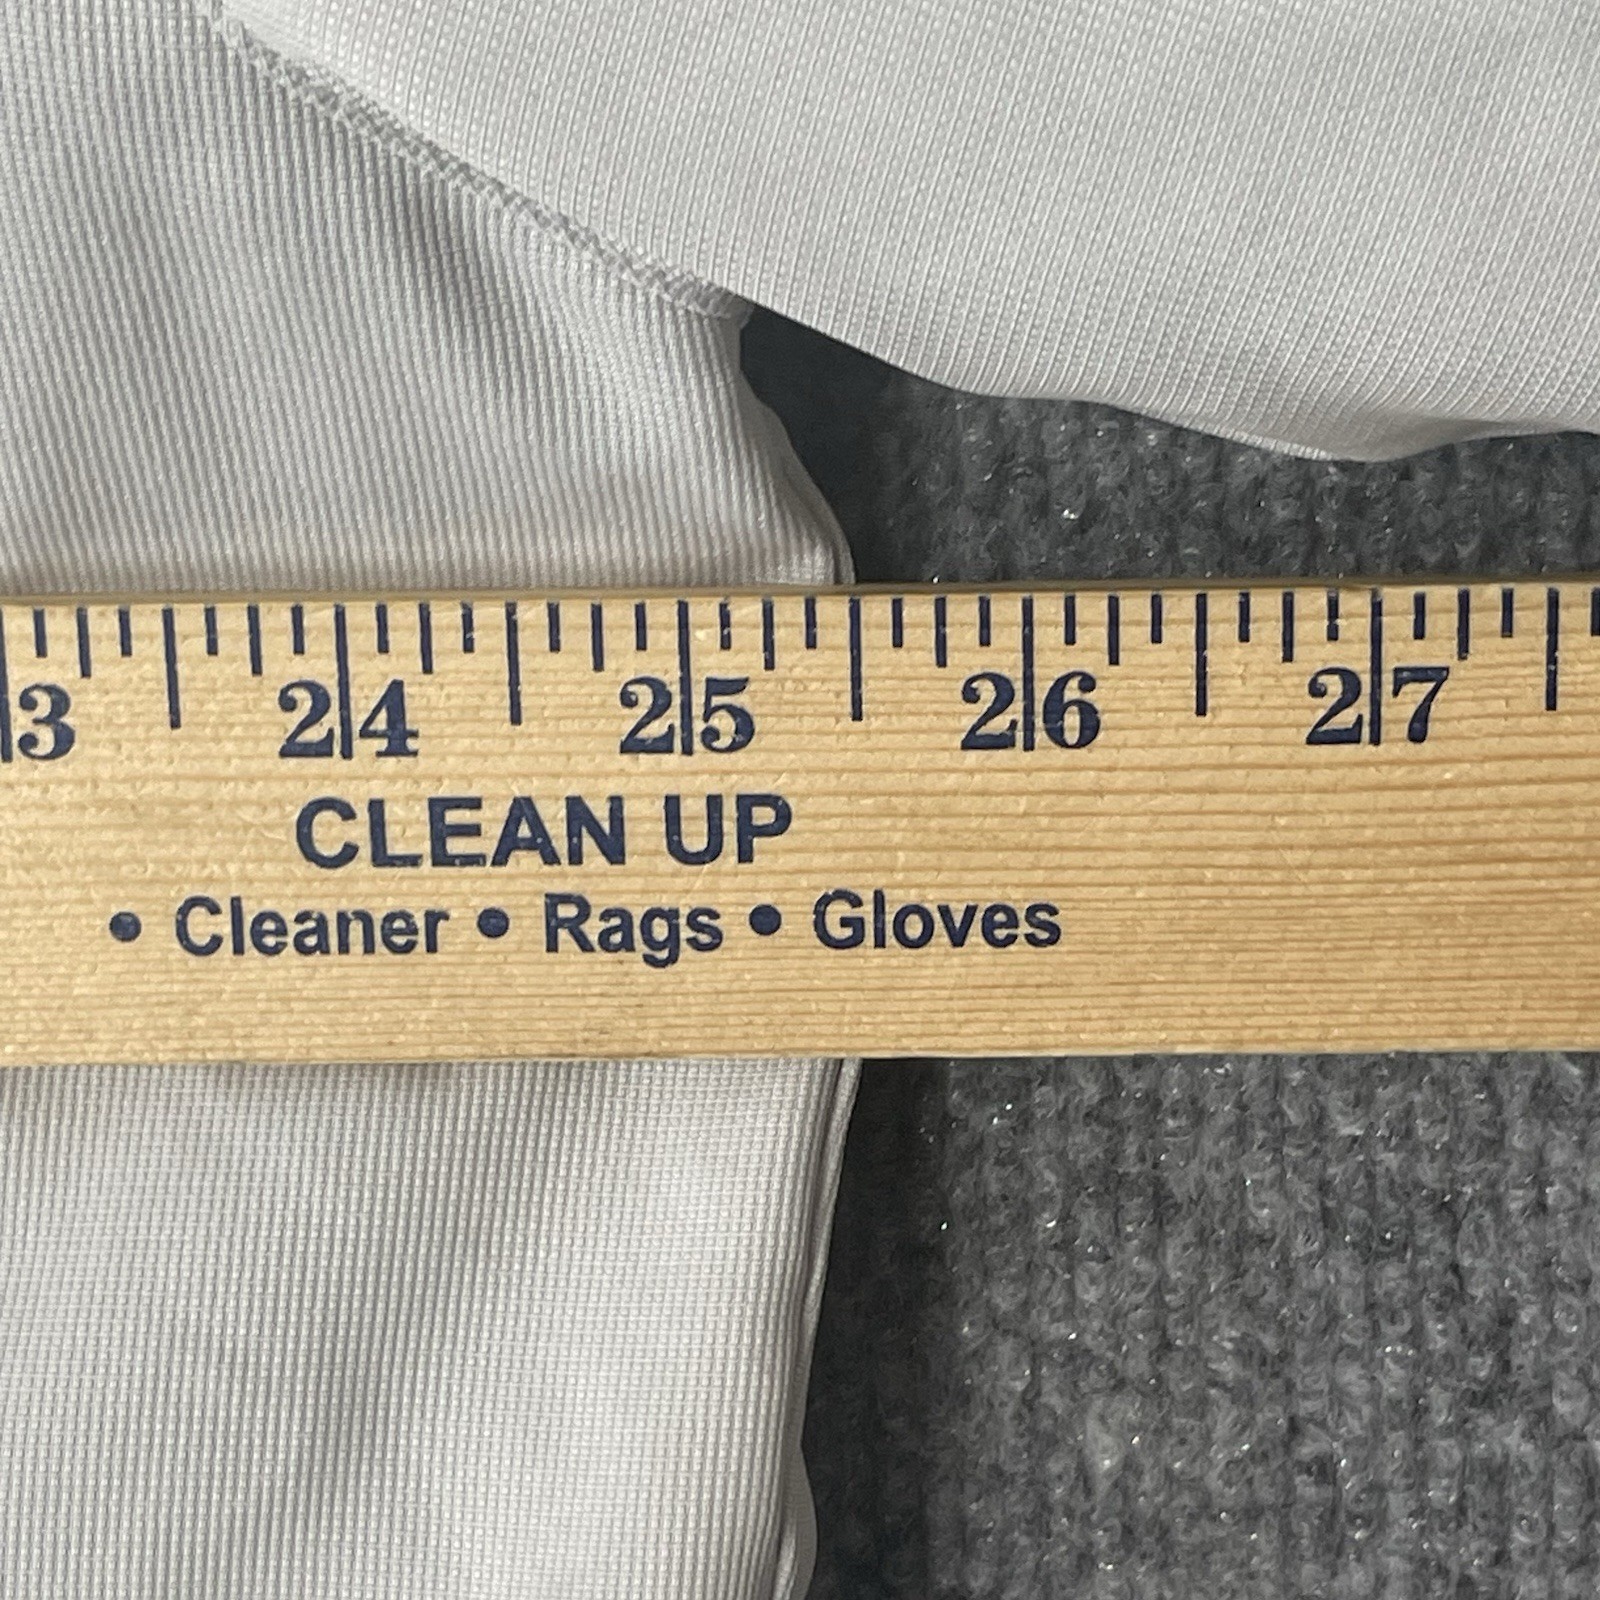 3 24 25 26 27
CLEAN UP
• Cleaner • Rags • Gloves